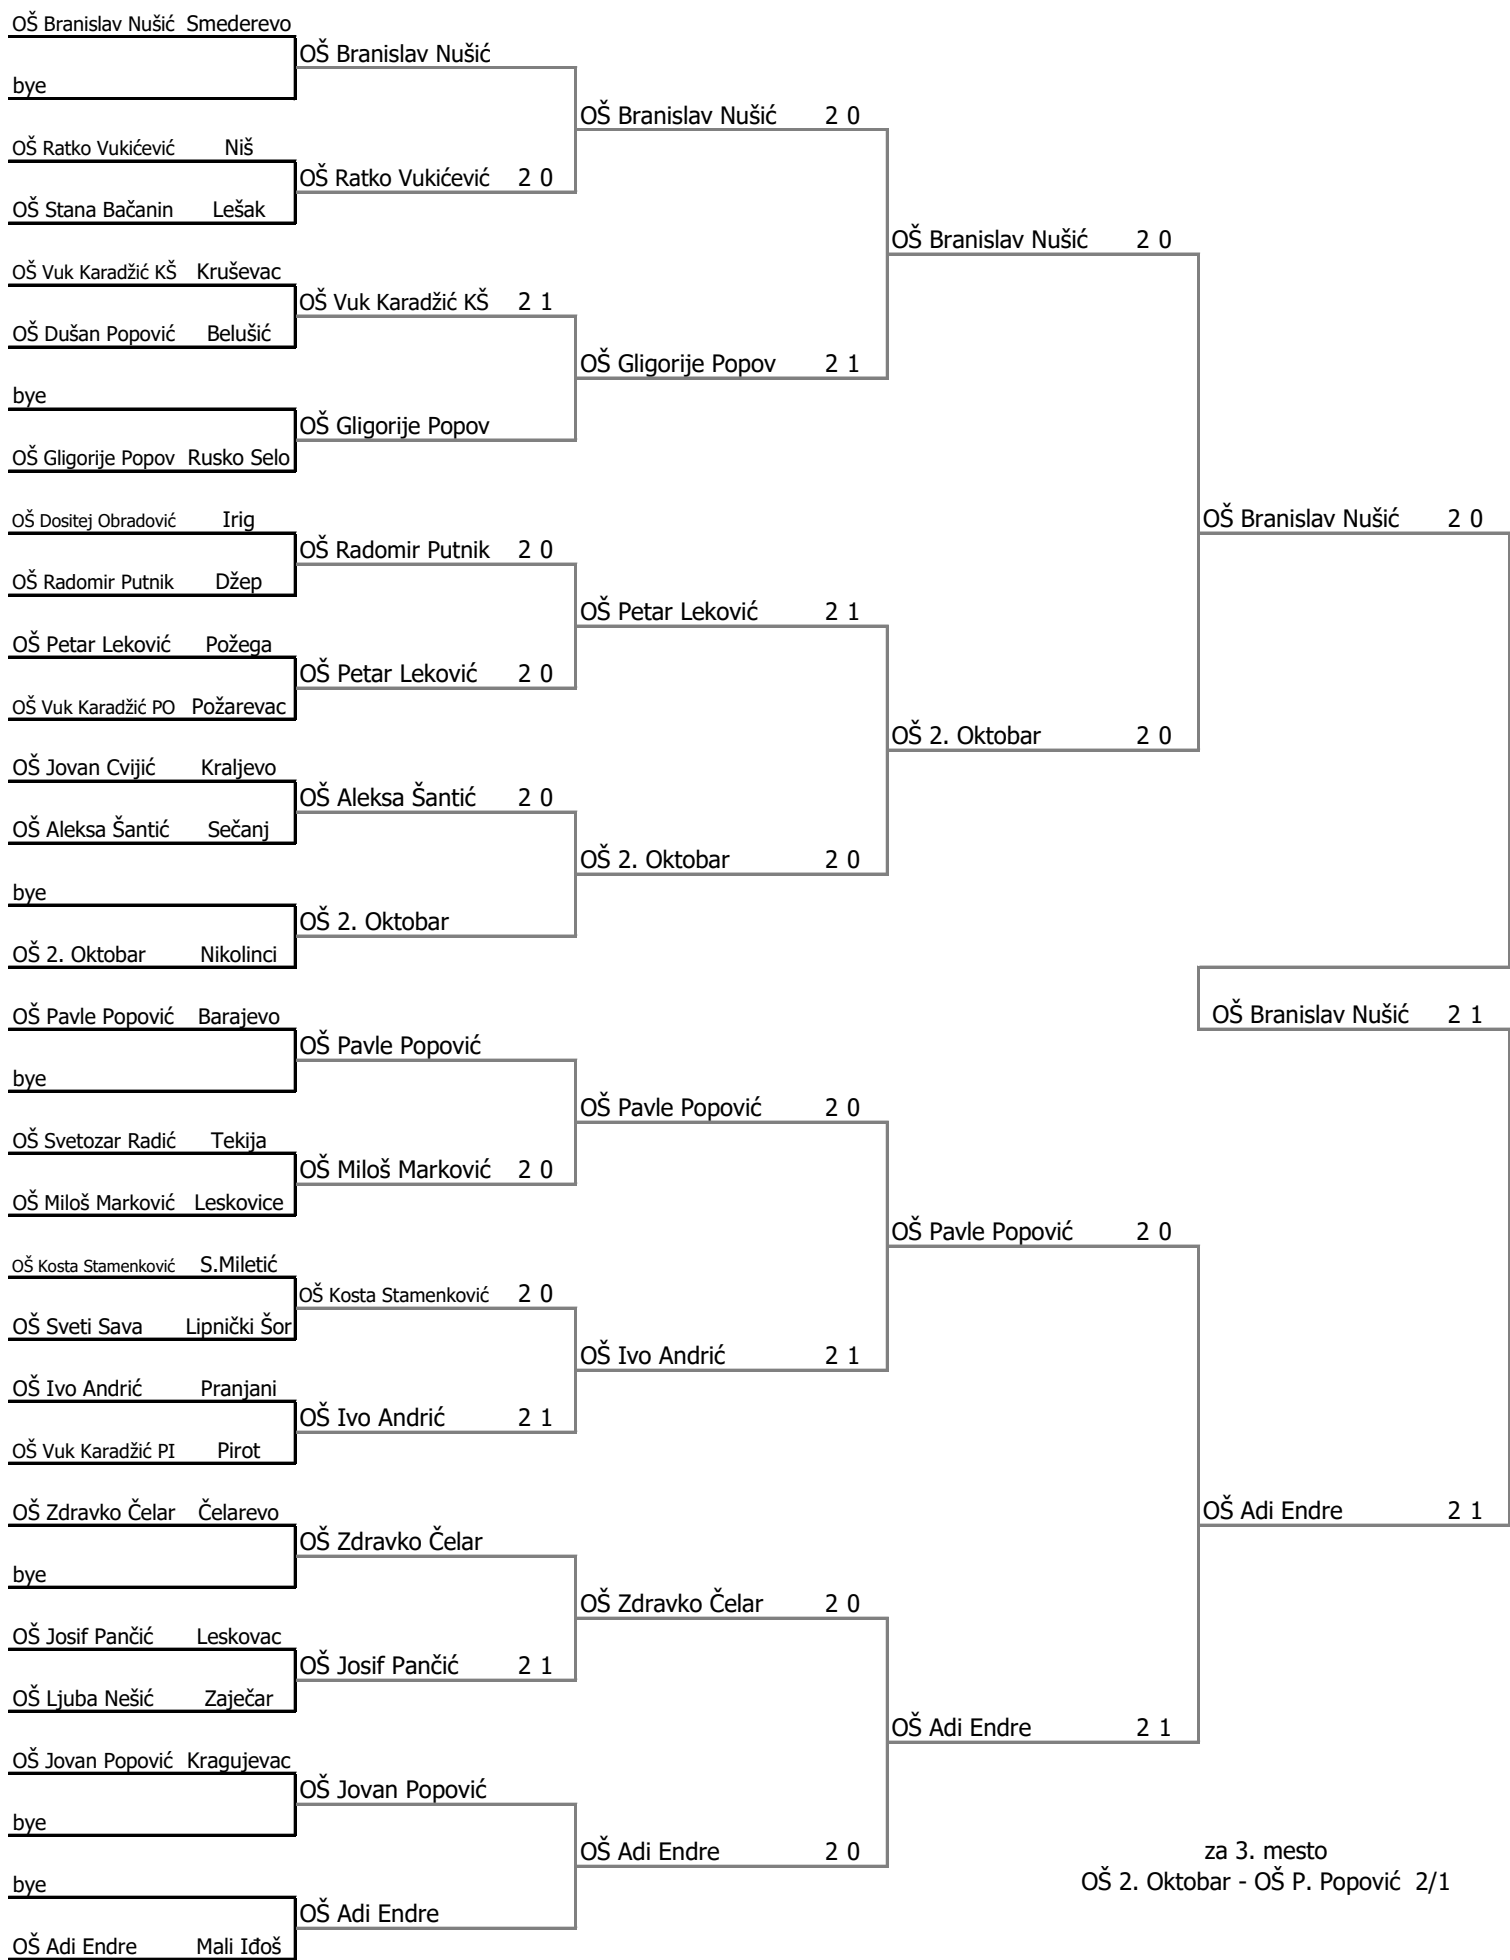 OŠ Branislav Nušić Smederevo
OŠ Branislav Nušić
bye
OŠ Branislav Nušić 2 0
OŠ Ratko Vukićević Niš
OŠ Ratko Vukićević 2 0
OŠ Stana Bačanin Lešak
OŠ Branislav Nušić 2 0
OŠ Vuk Karadžić KŠ Kruševac
OŠ Vuk Karadžić KŠ 2 1
OŠ Dušan Popović Belušić
OŠ Gligorije Popov 2 1
bye
OŠ Gligorije Popov
OŠ Gligorije Popov Rusko Selo
OŠ Dositej Obradović Irig
OŠ Branislav Nušić 2 0
OŠ Radomir Putnik 2 0
OŠ Radomir Putnik Džep
OŠ Petar Leković 2 1
OŠ Petar Leković Požega
OŠ Petar Leković 2 0
OŠ Vuk Karadžić PO Požarevac
OŠ 2. Oktobar 2 0
OŠ Jovan Cvijić Kraljevo
OŠ Aleksa Šantić 2 0
OŠ Aleksa Šantić Sečanj
OŠ 2. Oktobar 2 0
bye
OŠ 2. Oktobar
OŠ 2. Oktobar Nikolinci
OŠ Pavle Popović Barajevo
OŠ Branislav Nušić 2 1
OŠ Pavle Popović
bye
OŠ Pavle Popović 2 0
OŠ Svetozar Radić Tekija
OŠ Miloš Marković 2 0
OŠ Miloš Marković Leskovice
OŠ Pavle Popović 2 0
OŠ Kosta Stamenković S.Miletić
OŠ Kosta Stamenković 2 0
OŠ Sveti Sava Lipnički Šor
OŠ Ivo Andrić 2 1
OŠ Ivo Andrić Pranjani
OŠ Ivo Andrić 2 1
OŠ Vuk Karadžić PI Pirot
OŠ Zdravko Čelar Čelarevo
OŠ Adi Endre 2 1
OŠ Zdravko Čelar
bye
OŠ Zdravko Čelar 2 0
OŠ Josif Pančić Leskovac
OŠ Josif Pančić 2 1
OŠ Ljuba Nešić Zaječar
OŠ Adi Endre 2 1
OŠ Jovan Popović Kragujevac
OŠ Jovan Popović
bye
OŠ Adi Endre 2 0
za 3. mesto
OŠ 2. Oktobar - OŠ P. Popović 2/1
bye
OŠ Adi Endre
OŠ Adi Endre Mali Iđoš